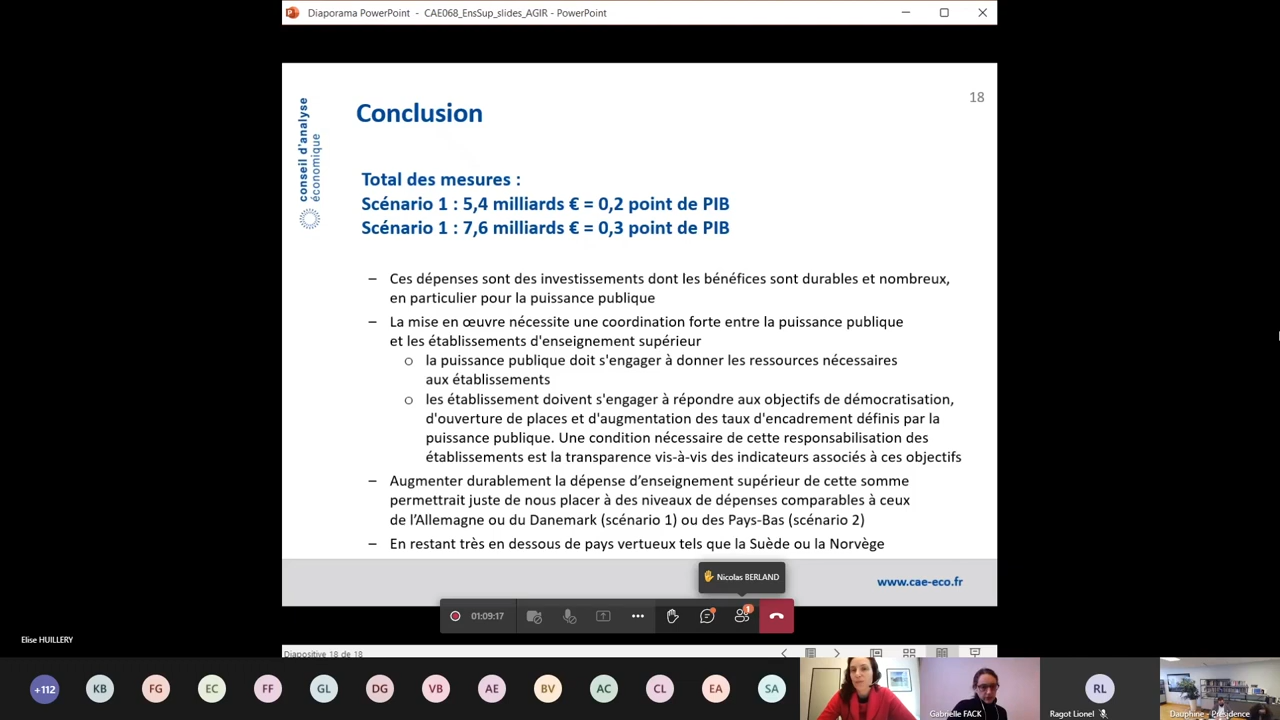 Diaporama PowerPoint - CAE068_EnsSup_slides_AGIR - PowerPoint
18
conseil d'analyse
économique
Conclusion
Total des mesures :
Scénario 1 : 5,4 milliards € = 0,2 point de PIB
Scénario 1 : 7,6 milliards € = 0,3 point de PIB
– Ces dépenses sont des investissements dont les bénéfices sont durables et nombreux,
en particulier pour la puissance publique
– La mise en œuvre nécessite une coordination forte entre la puissance publique
et les établissements d'enseignement supérieur
o la puissance publique doit s'engager à donner les ressources nécessaires
aux établissements
o les établissement doivent s'engager à répondre aux objectifs de démocratisation,
d'ouverture de places et d'augmentation des taux d'encadrement définis par la
puissance publique. Une condition nécessaire de cette responsabilisation des
établissements est la transparence vis-à-vis des indicateurs associés à ces objectifs
– Augmenter durablement la dépense d'enseignement supérieur de cette somme
permettrait juste de nous placer à des niveaux de dépenses comparables à ceux
de l'Allemagne ou du Danemark (scénario 1) ou des Pays-Bas (scénario 2)
– En restant très en dessous de pays vertueux tels que la Suède ou la Norvège
www.cae-eco.fr
Nicolas BERLAND
01:09:17
1
Elise HUILLERY
Diapositive 18 de 18
+112
KB
FG
EC
FF
GL
DG
VB
AE
BV
AC
CL
EA
SA
RL
Gabrielle FACK
Ragot Lionel
Dauphine - Présidence